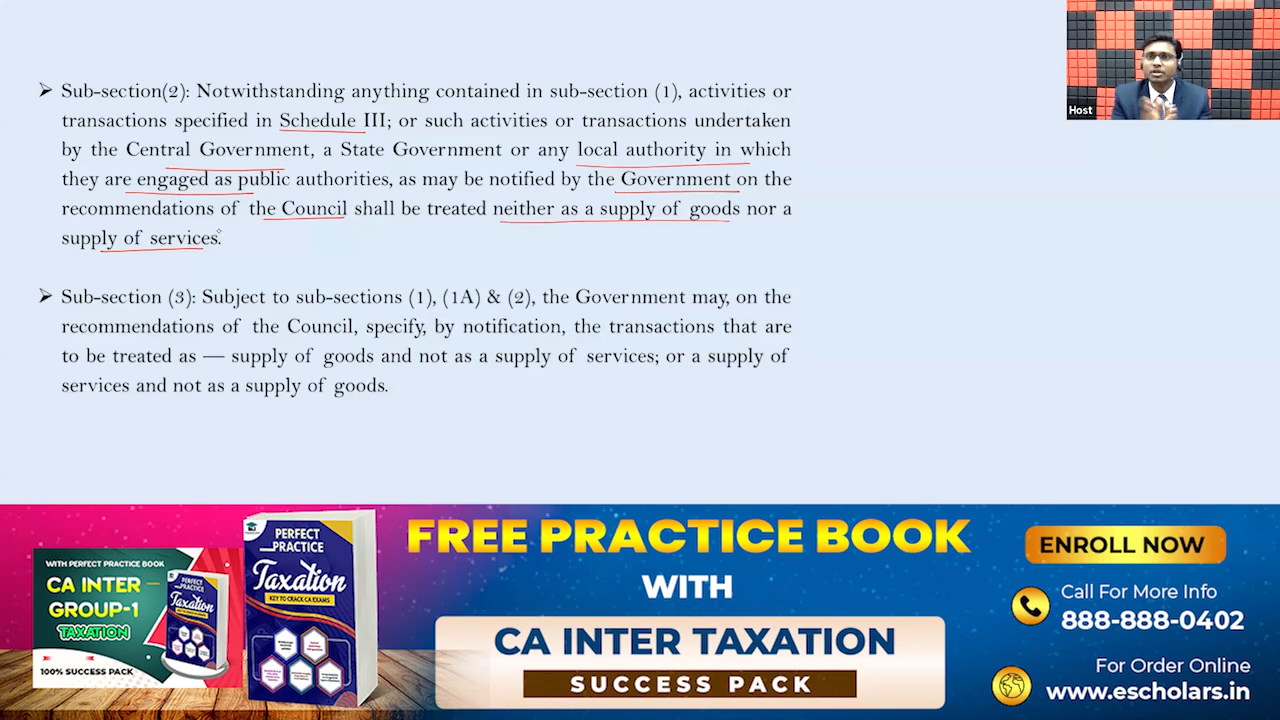 ➤ Sub-section(2): Notwithstanding anything contained in sub-section (1), activities or
transactions specified in Schedule III; or such activities or transactions undertaken
by the Central Government, a State Government or any local authority in which
they are engaged as public authorities, as may be notified by the Government on the
recommendations of the Council shall be treated neither as a supply of goods nor a
supply of services.
➤ Sub-section (3): Subject to sub-sections (1), (1A) & (2), the Government may, on the
recommendations of the Council, specify, by notification, the transactions that are
to be treated as — supply of goods and not as a supply of services; or a supply of
services and not as a supply of goods.
Host
WITH PERFECT PRACTICE BOOK
CA INTER
GROUP-1
TAXATION
100% SUCCESS PACK
PERFECT
PRACTICE
Taxation
PERFECT
PRACTICE
Taxation
KEY TO CRACK CA EXAMS
FREE PRACTICE BOOK
WITH
CA INTER TAXATION
SUCCESS PACK
ENROLL NOW
Call For More Info
888-888-0402
For Order Online
www.escholars.in